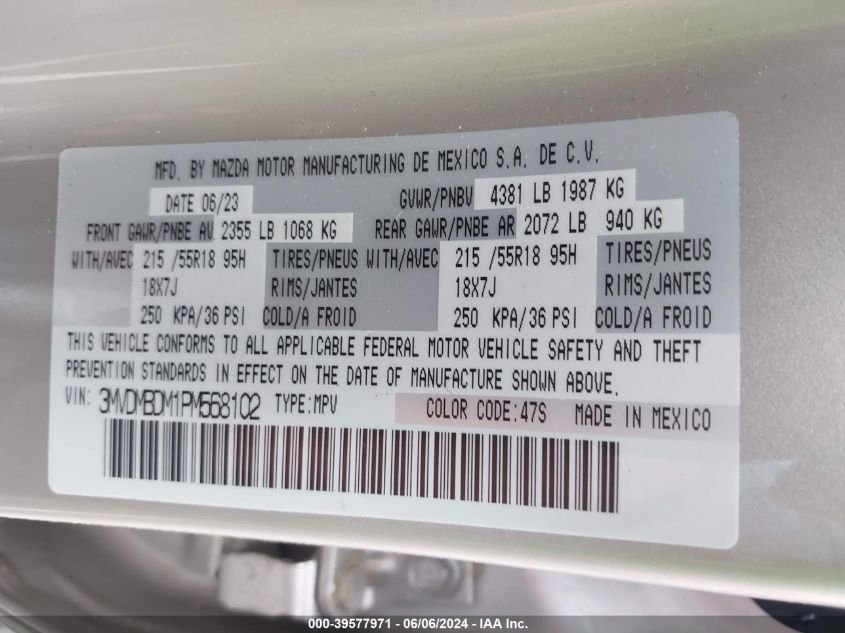 MFD. BY MAZDA MOTOR MANUFACTURING DE MEXICO S.A. DE C.V.
DATE 06/23 GVWR/PNBV 4381 LB 1987 KG
FRONT GAWR/PNBE AV 2355 LB 1068 KG REAR GAWR/PNBE AR 2072 LB 940 KG
WITH/AVEC 215 /55R18 95H TIRES/PNEUS WITH/AVEC 215 /55R18 95H TIRES/PNEUS
18X7J RIMS/JANTES 18X7J RIMS/JANTES
250 KPA/36 PSI COLD/A FROID 250 KPA/36 PSI COLD/A FROID
THIS VEHICLE CONFORMS TO ALL APPLICABLE FEDERAL MOTOR VEHICLE SAFETY AND THEFT
PREVENTION STANDARDS IN EFFECT ON THE DATE OF MANUFACTURE SHOWN ABOVE.
VIN: 3MVDMBDM1PM568102 TYPE:MPV COLOR CODE:47S MADE IN MEXICO
000-39577971 - 06/06/2024 - IAA Inc.